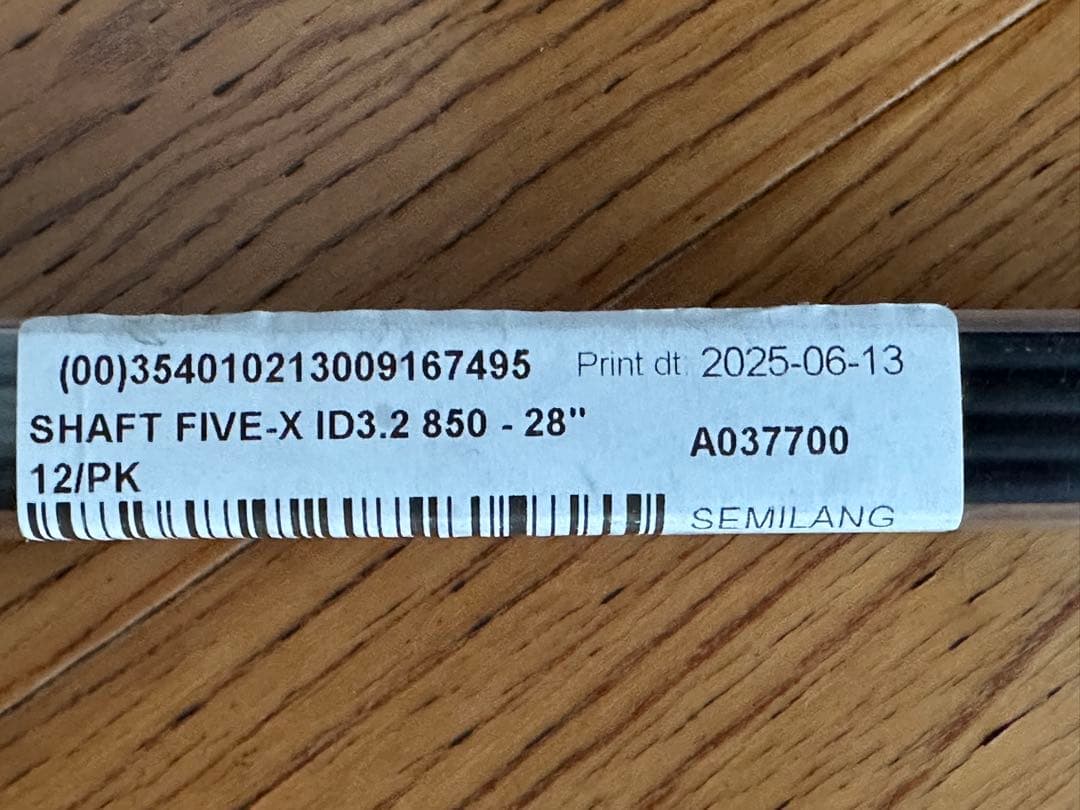 (00)354010213009167495 Print dt: 2025-06-13
SHAFT FIVE-X ID3.2 850 - 28"
A037700
12/PK
SEMILANG